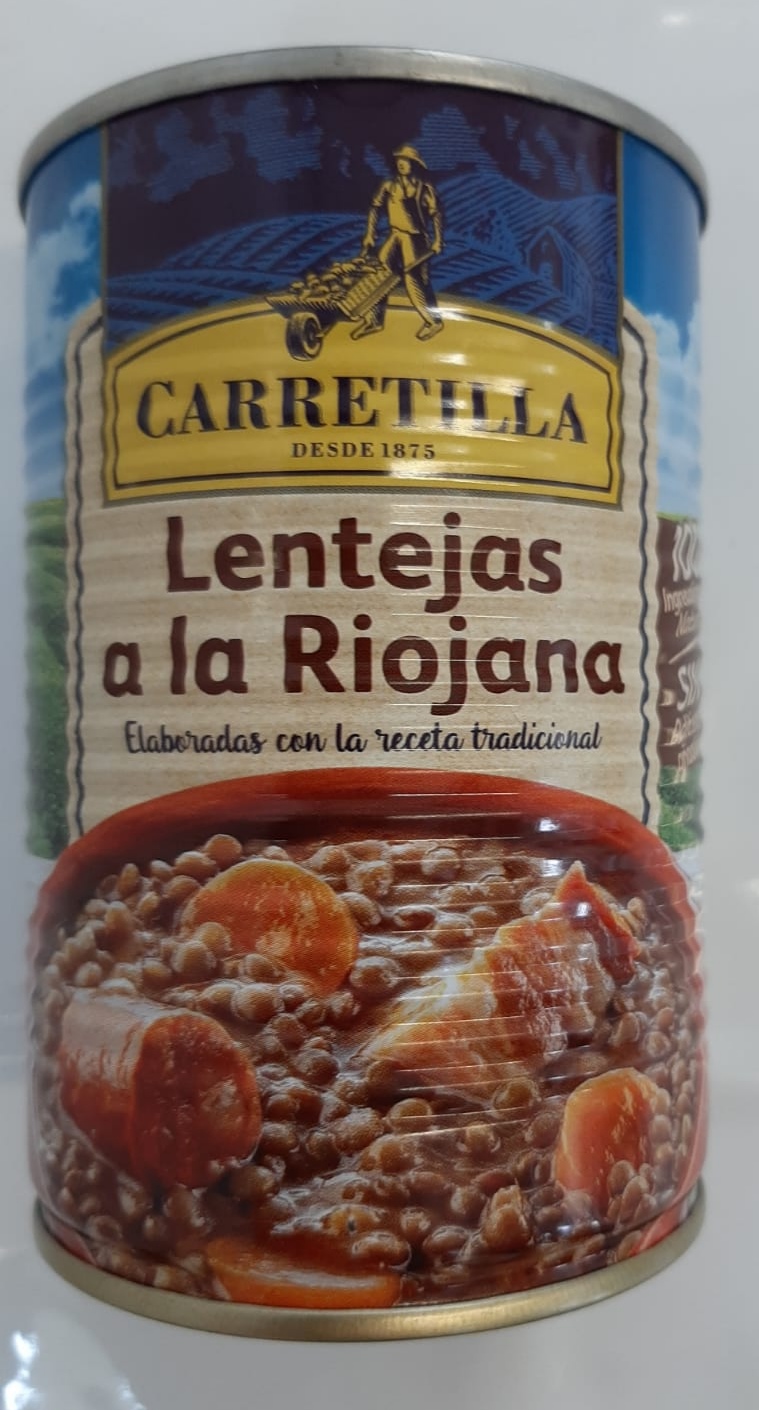 CARRETILLA
DESDE 1875
Lentejas
a la Riojana
Elaboradas con la receta tradicional